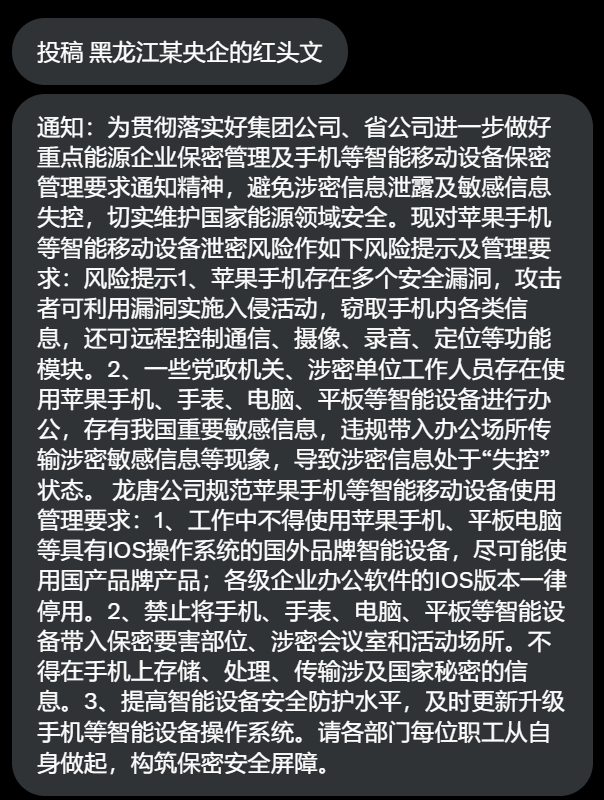 投稿 黑龙江某央企的红头文
通知：为贯彻落实好集团公司、省公司进一步做好
重点能源企业保密管理及手机等智能移动设备保密
管理要求通知精神，避免涉密信息泄露及敏感信息
失控，切实维护国家能源领域安全。现对苹果手机
等智能移动设备泄密风险作如下风险提示及管理要
求：风险提示1、苹果手机存在多个安全漏洞，攻击
者可利用漏洞实施入侵活动，窃取手机内各类信
息，还可远程控制通信、摄像、录音、定位等功能
模块。2、一些党政机关、涉密单位工作人员存在使
用苹果手机、手表、电脑、平板等智能设备进行办
公，存有我国重要敏感信息，违规带入办公场所传
输涉密敏感信息等现象，导致涉密信息处于“失控”
状态。 龙唐公司规范苹果手机等智能移动设备使用
管理要求：1、工作中不得使用苹果手机、平板电脑
等具有IOS操作系统的国外品牌智能设备，尽可能使
用国产品牌产品；各级企业办公软件的IOS版本一律
停用。2、禁止将手机、手表、电脑、平板等智能设
备带入保密要害部位、涉密会议室和活动场所。不
得在手机上存储、处理、传输涉及国家秘密的信
息。3、提高智能设备安全防护水平，及时更新升级
手机等智能设备操作系统。请各部门每位职工从自
身做起，构筑保密安全屏障。